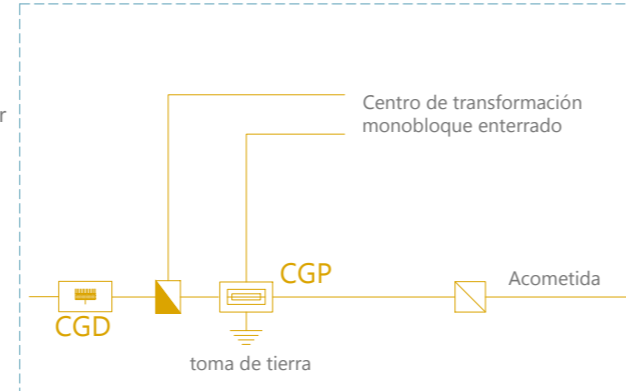 r
Centro de transformación
monobloque enterrado
CGP
Acometida
CGD
toma de tierra